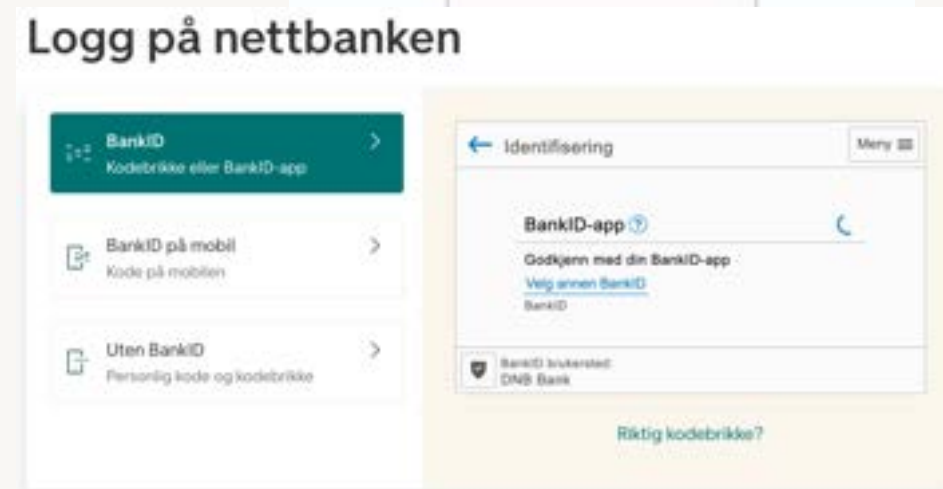 Logg på nettbanken
BankID
Kodebrikke eller BankID-app
BankID på mobil
Kode på mobilen
Uten BankID
Personlig kode og kodebrikke
Identifisering
Meny
BankID-app ?
Godkjenn med din BankID-app
Velg annen BankID
BankID
BankID brukersted:
DNB Bank
Riktig kodebrikke?